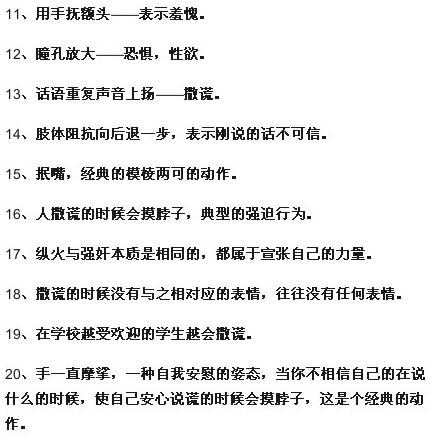 11、用手抚额头——表示羞愧。
12、瞳孔放大——恐惧，性欲。
13、话语重复声音上扬——撒谎。
14、肢体阻抗向后退一步，表示刚说的话不可信。
15、抿嘴，经典的模棱两可的动作。
16、人撒谎的时候会摸脖子，典型的强迫行为。
17、纵火与强奸本质是相同的，都属于宣张自己的力量。
18、撒谎的时候没有与之相对应的表情，往往没有任何表情。
19、在学校越受欢迎的学生越会撒谎。
20、手一直摩挲，一种自我安慰的姿态，当你不相信自己的在说
什么的时候，使自己安心说谎的时候会摸脖子，这是个经典的动
作。